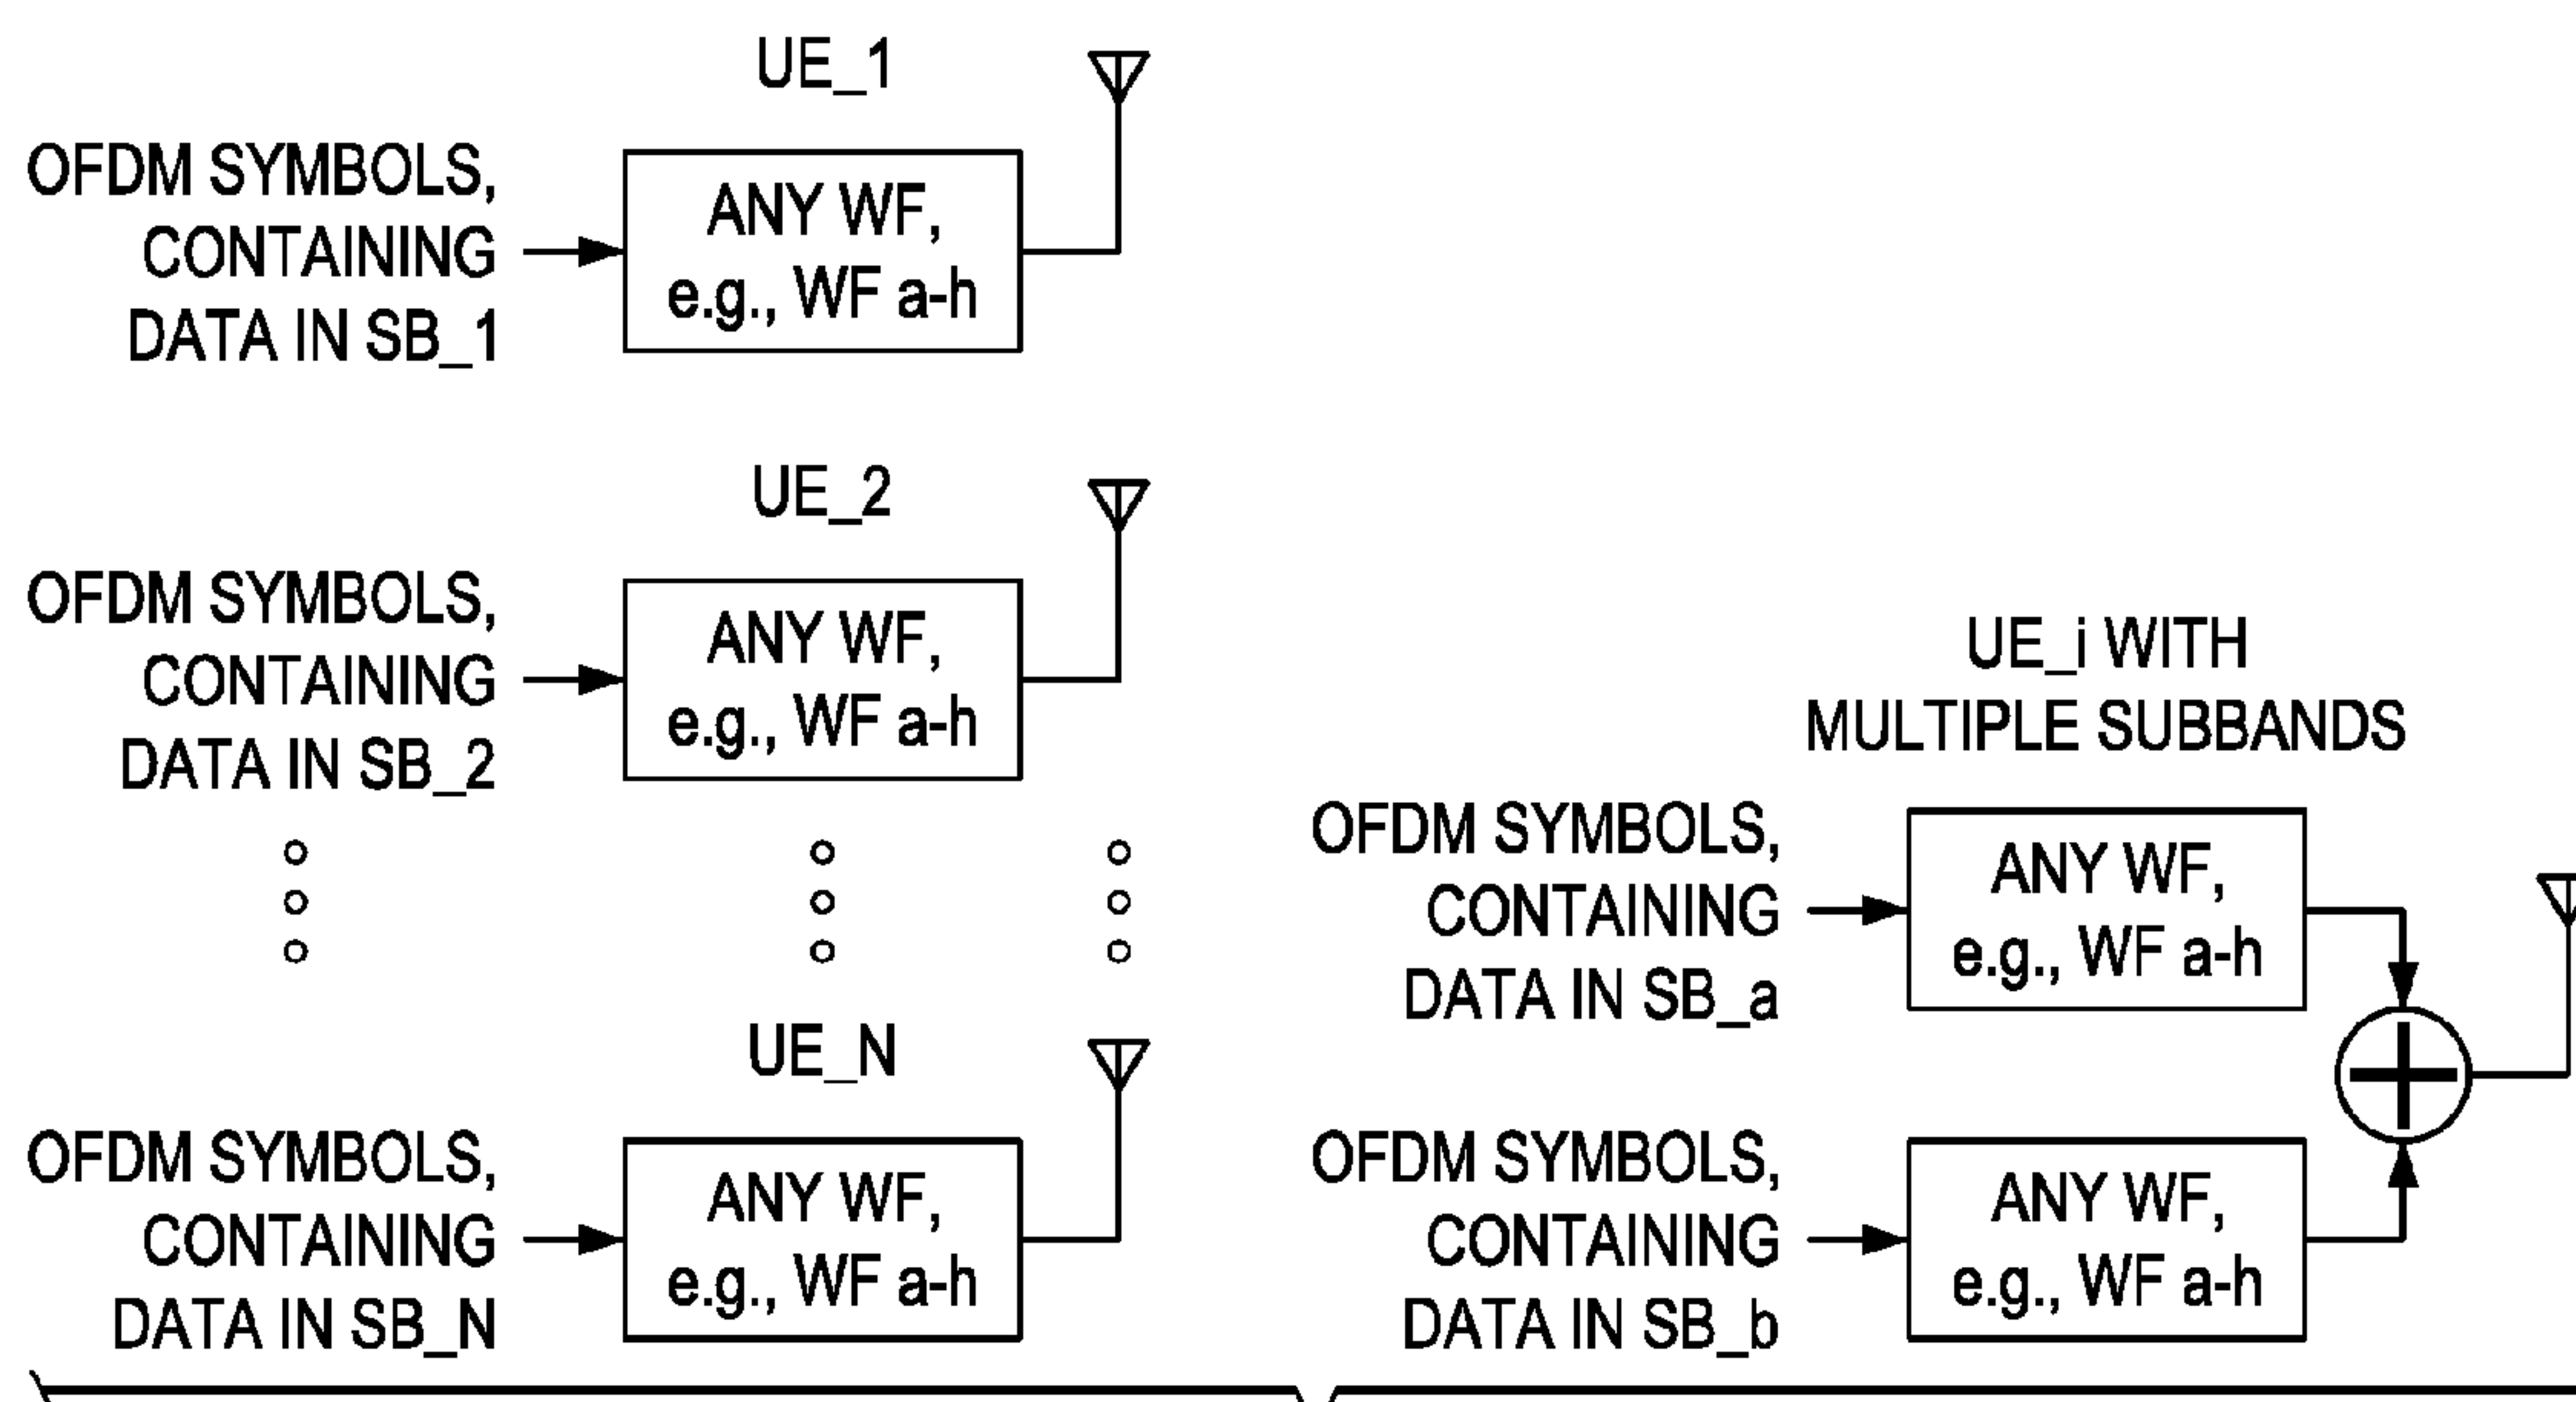 UE_1
OFDM SYMBOLS,
CONTAINING
DATA IN SB_1
ANY WF,
e.g., WF a-h
UE_2
OFDM SYMBOLS,
CONTAINING
DATA IN SB_2
ANY WF,
e.g., WF a-h
UE_N
OFDM SYMBOLS,
CONTAINING
DATA IN SB_N
ANY WF,
e.g., WF a-h
UE_i WITH
MULTIPLE SUBBANDS
OFDM SYMBOLS,
CONTAINING
DATA IN SB_a
ANY WF,
e.g., WF a-h
OFDM SYMBOLS,
CONTAINING
DATA IN SB_b
ANY WF,
e.g., WF a-h